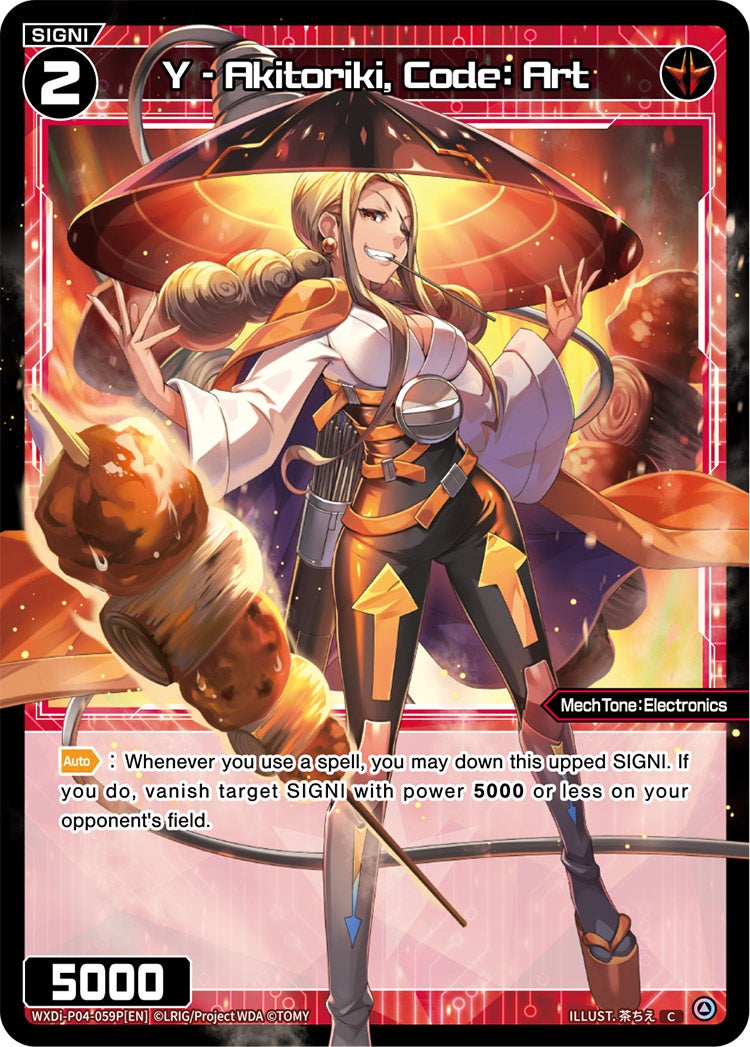 SIGNI
2
Y - Akitoriki, Code: Art
MechTone:Electronics
Auto : Whenever you use a spell, you may down this upped SIGNI. If
you do, vanish target SIGNI with power 5000 or less on your
opponent's field.
5000
WXDi-P04-059P[EN] ©LRIG/Project WDA ©TOMY
ILLUST. 茶ちえ C